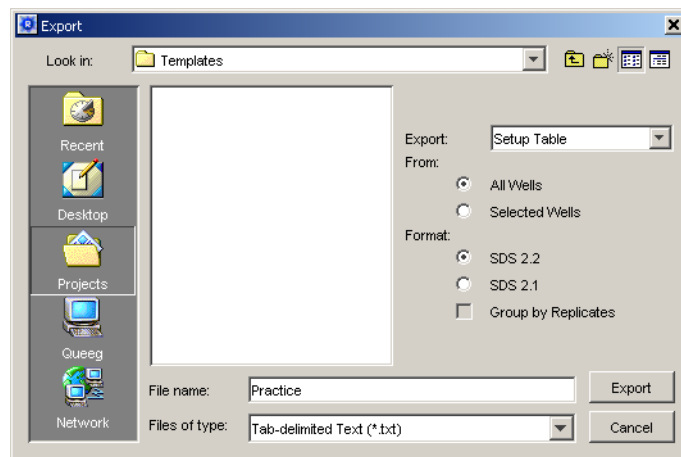 Export
Look in: Templates
Recent
Desktop
Projects
Queeg
Network
Export: Setup Table
From:
All Wells
Selected Wells
Format:
SDS 2.2
SDS 2.1
Group by Replicates
File name: Practice Export
Files of type: Tab-delimited Text (*.txt) Cancel